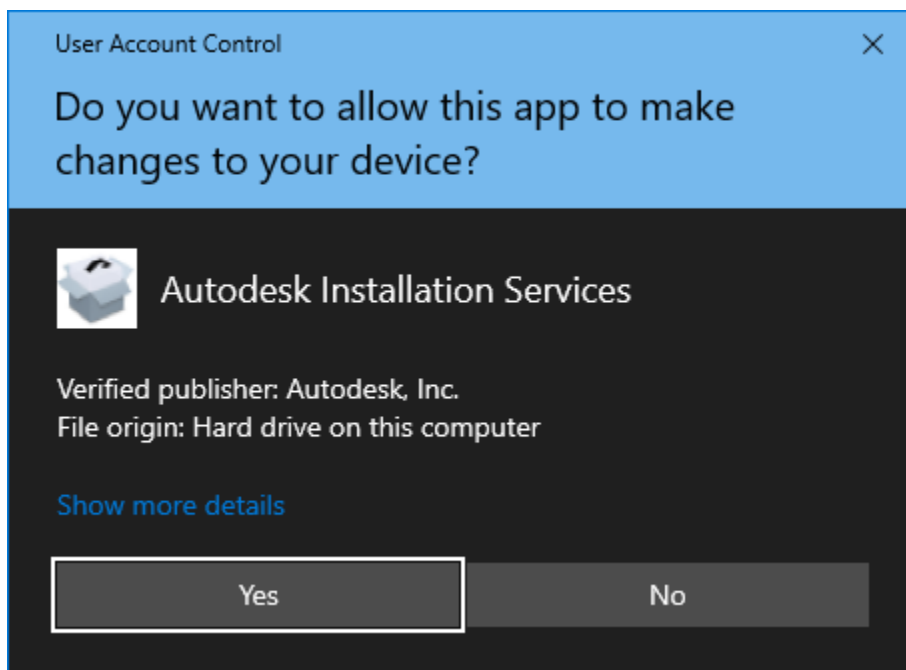 User Account Control
Do you want to allow this app to make
changes to your device?
Autodesk Installation Services
Verified publisher: Autodesk, Inc.
File origin: Hard drive on this computer
Show more details
Yes
No